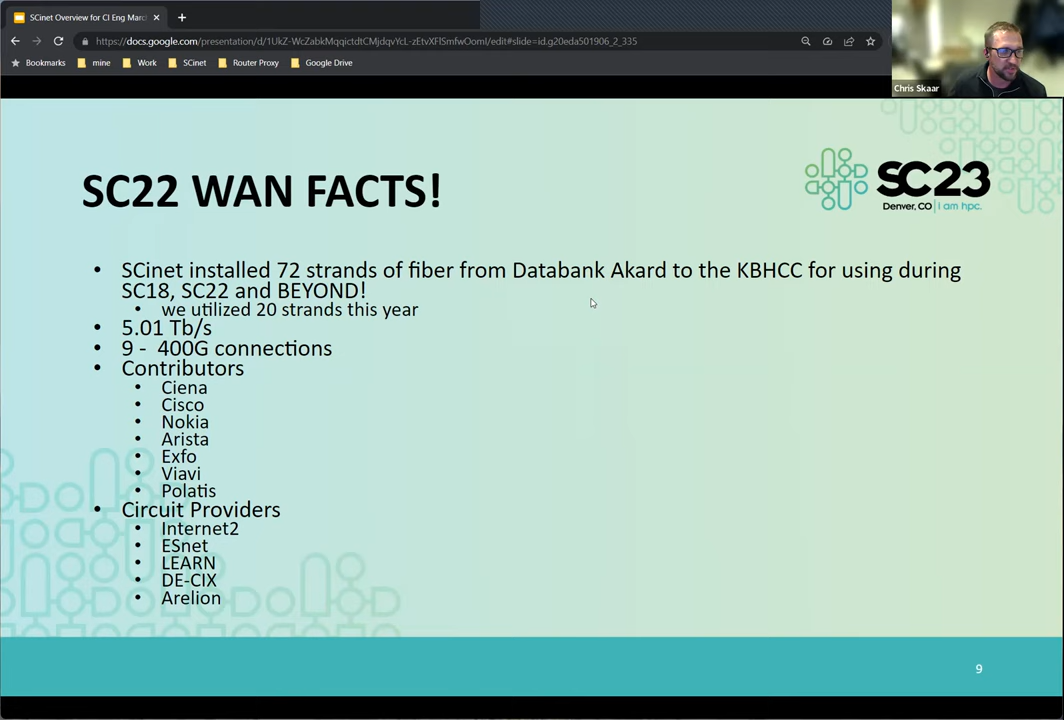 SCinet Overview for CI Eng Marc
https://docs.google.com/presentation/d/1UkZ-WcZabkMqqictdtCMjdqvYcL-zEtvXFlSmfwOomI/edit#slide=id.g20eda501906_2_335
Bookmarks mine Work SCinet Router Proxy Google Drive
Chris Skaar
SC22 WAN FACTS!
SC23
Denver, CO | I am hpc.
• SCinet installed 72 strands of fiber from Databank Akard to the KBHCC for using during
SC18, SC22 and BEYOND!
• we utilized 20 strands this year
• 5.01 Tb/s
• 9 - 400G connections
• Contributors
• Ciena
• Cisco
• Nokia
• Arista
• Exfo
• Viavi
• Polatis
• Circuit Providers
• Internet2
• ESnet
• LEARN
• DE-CIX
• Arelion
9